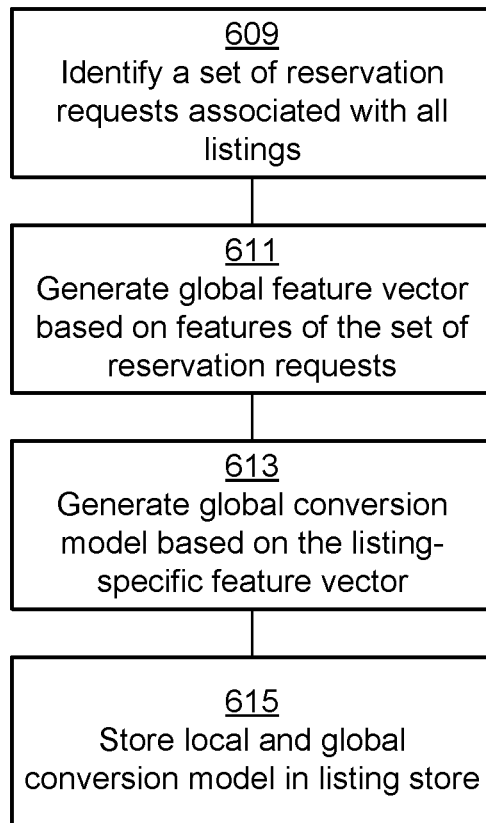 609
Identify a set of reservation
requests associated with all
listings
611
Generate global feature vector
based on features of the set of
reservation requests
613
Generate global conversion
model based on the listing-
specific feature vector
615
Store local and global
conversion model in listing store